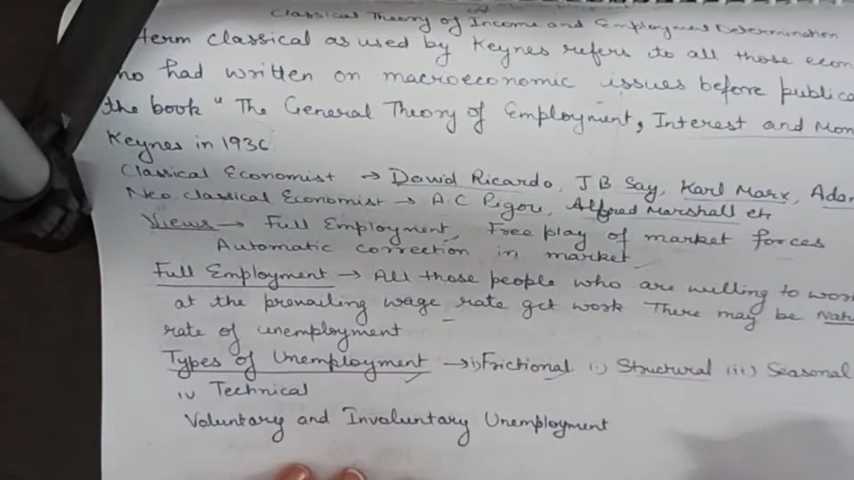 Classical Theory of Income and Employment Determination
term classical as used by Keynes refers to all those econ
ho had written on macroeconomic issues before publica
the book " The General Theory of Employment, Interest and Mon
Keynes in 1936
Classical Economist → David Ricardo, J B Say, Karl Marx, Ada
Neo classical Economist → A.C Pigou, Alfred Marshall etc
Views → Full Employment, Free play of market forces
Automatic correction in market
Full Employment → All those people who are willing to work
at the prevailing wage rate get work There may be Natu
rate of unemployment
Types of Unemployment → i) Frictional ii) Structural iii) Seasonal
iv Technical
Voluntary and Involuntary Unemployment